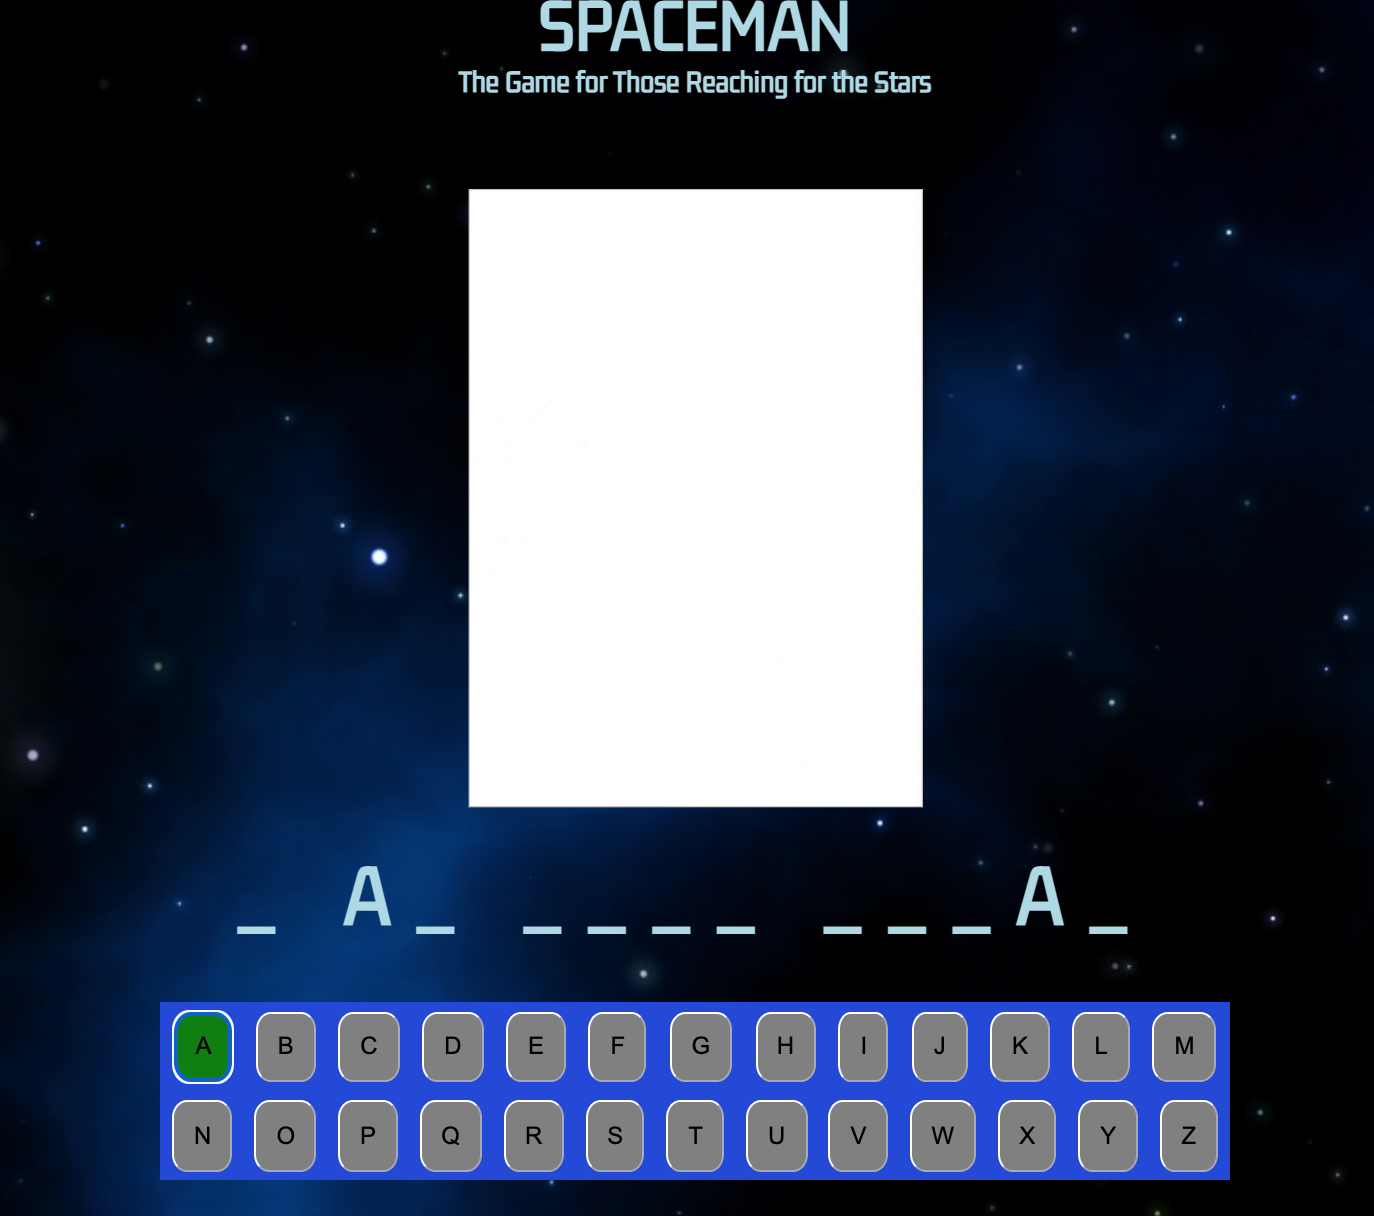 SPACEMAN
The Game for Those Reaching for the Stars
_ A _ _ _ _ _ _ _ _ A _
A B C D E F G H I J K L M
N O P Q R S T U V W X Y Z